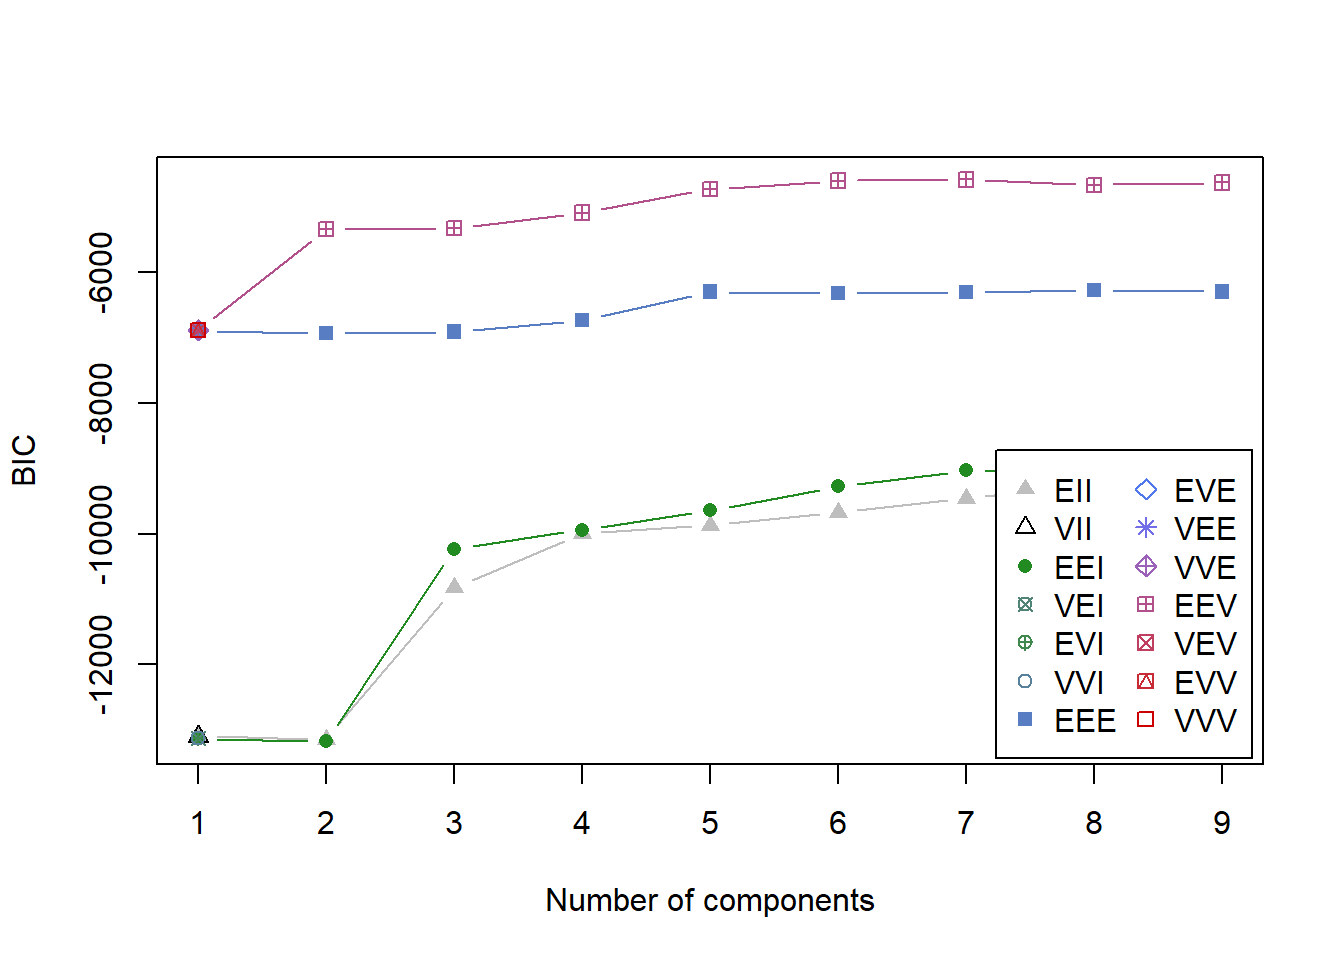 BIC
-6000
-8000
-10000
-12000
EII EVE
VII VEE
EEI VVE
VEI EEV
EVI VEV
VVI EVV
EEE VVV
1 2 3 4 5 6 7 8 9
Number of components